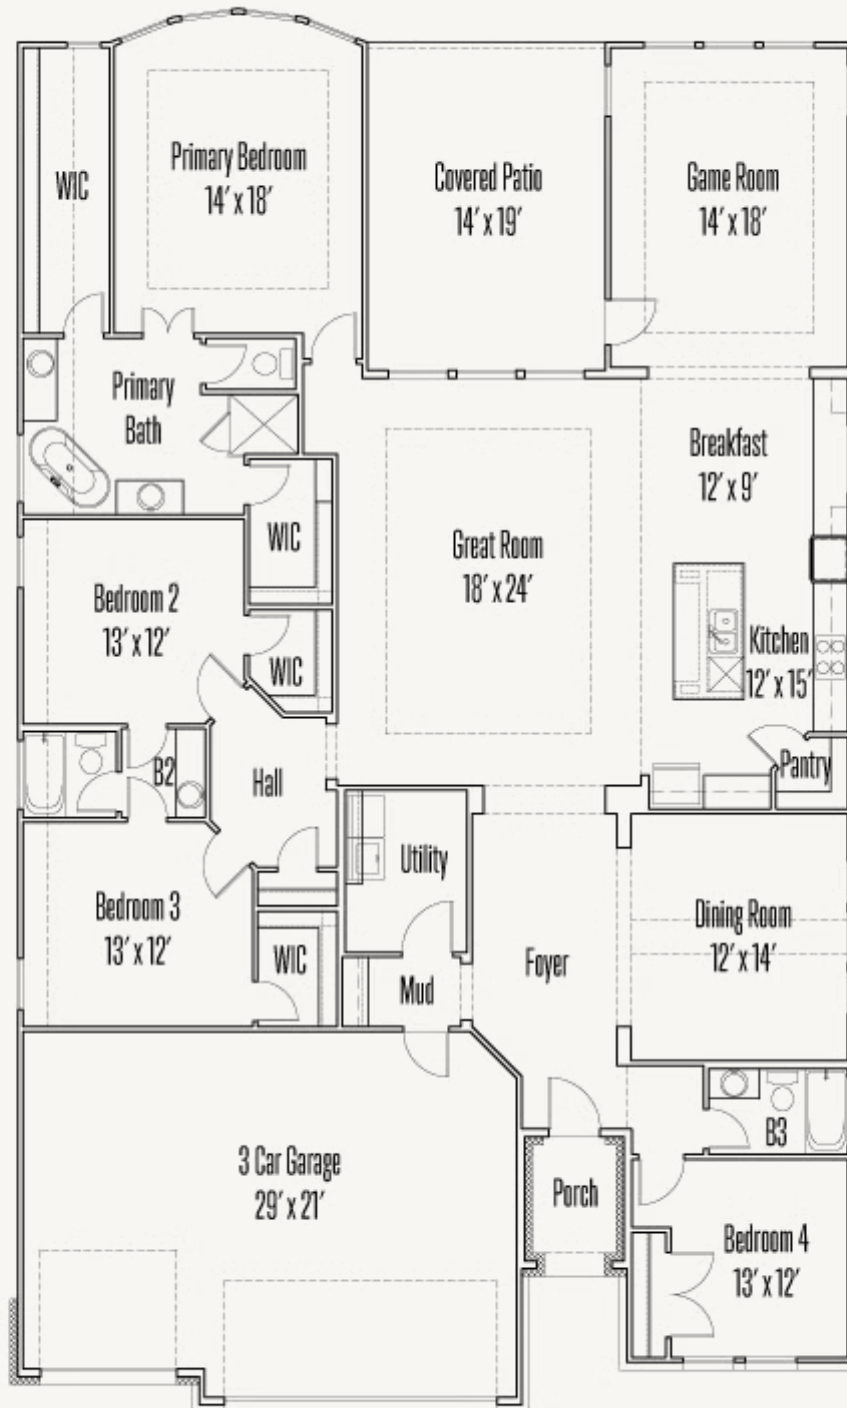 WIC
Primary Bedroom
14' x 18'
Covered Patio
14' x 19'
Game Room
14' x 18'
Primary
Bath
Breakfast
12' x 9'
WIC
Great Room
18' x 24'
Bedroom 2
13' x 12'
WIC
Kitchen
12' x 15'
B2
Hall
Pantry
Utility
Bedroom 3
13' x 12'
WIC
Mud
Foyer
Dining Room
12' x 14'
B3
3 Car Garage
29' x 21'
Porch
Bedroom 4
13' x 12'